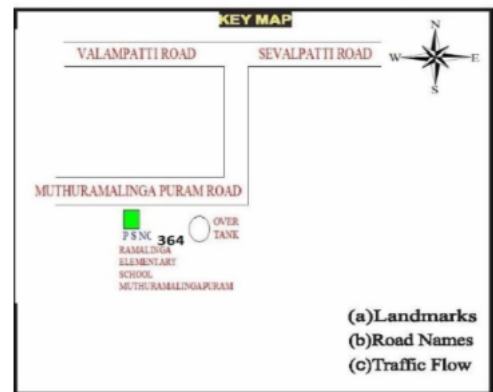 KEY MAP
VALAMPATTI ROAD SEVALPATTI ROAD
N
W E
S
MUTHURAMALINGA PURAM ROAD
P S NO 364
RAMALINGA
ELEMENTARY
SCHOOL
MUTHURAMALINGAPURAM
OVER
TANK
(a)Landmarks
(b)Road Names
(c)Traffic Flow